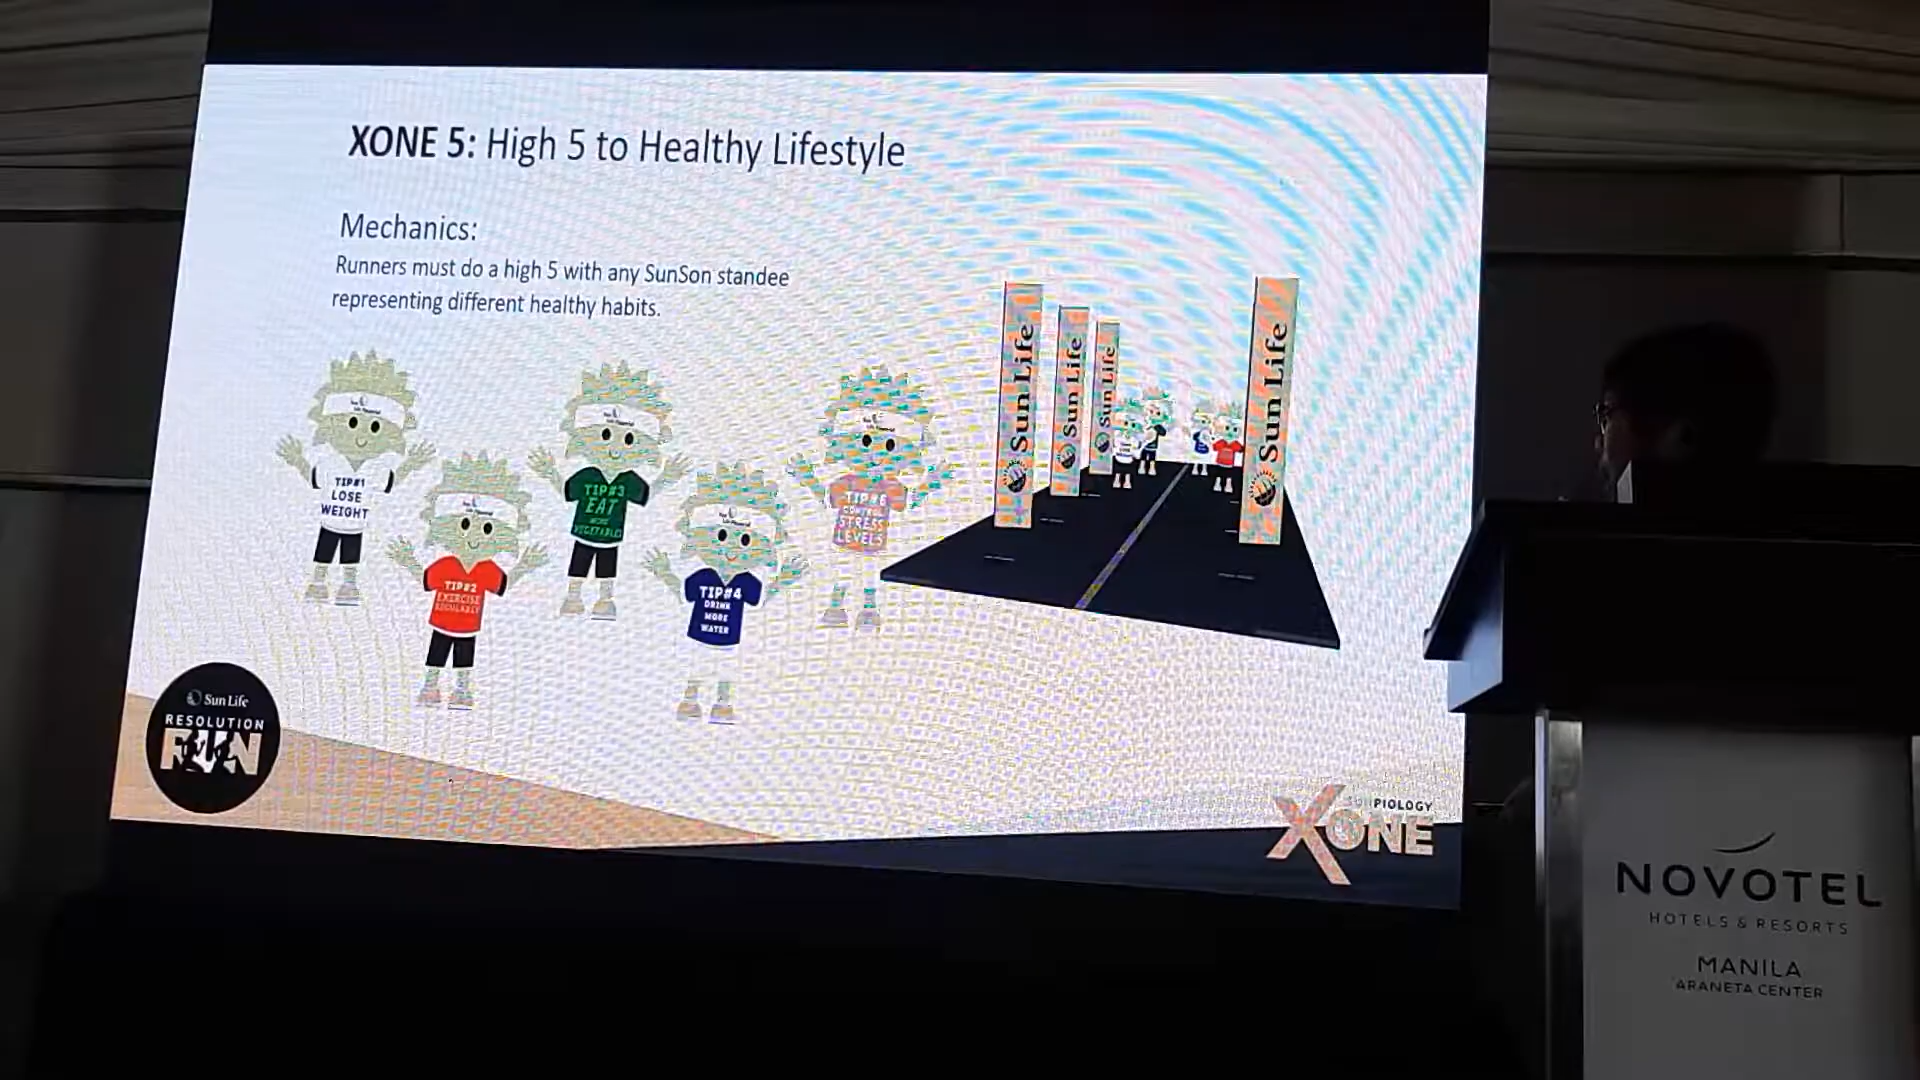 XONE 5: High 5 to Healthy Lifestyle
Mechanics:
Runners must do a high 5 with any SunSon standee
representing different healthy habits.
TIP#1
LOSE
WEIGHT
TIP#2
EXERCISE
REGULARLY
TIP#3
EAT
MORE
VEGETABLES
TIP#4
DRINK
MORE
WATER
CONTROL
STRESS
LEVELS
Sun Life
Sun Life
Sun Life
Sun Life
Sun Life
RESOLUTION
RUN
SUNPIOLOGY
XONE
NOVOTEL
HOTELS & RESORTS
MANILA
ARANETA CENTER